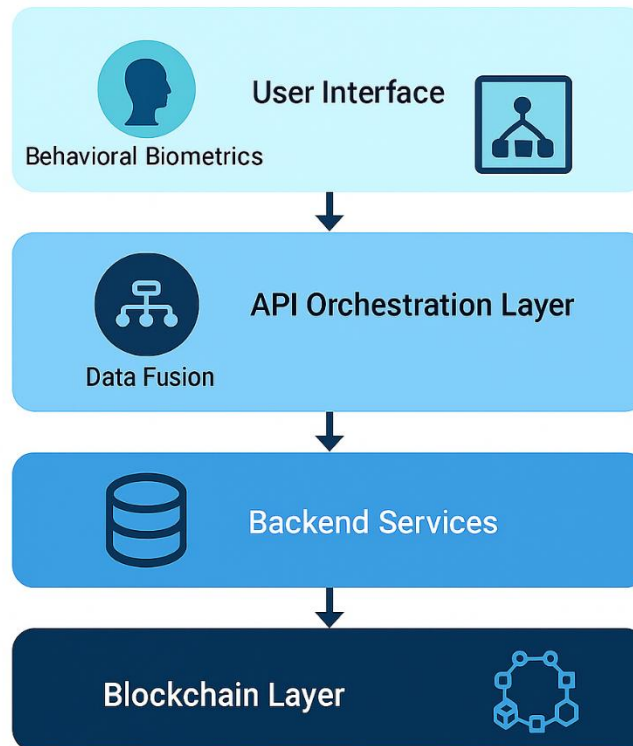 User Interface
Behavioral Biometrics
API Orchestration Layer
Data Fusion
Backend Services
Blockchain Layer